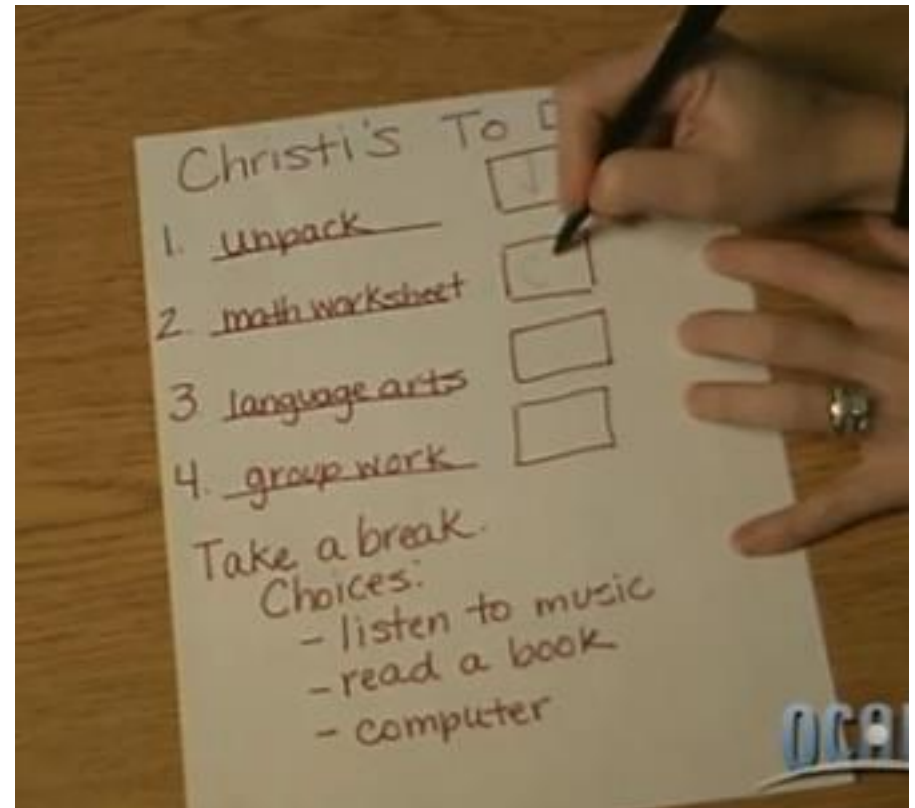 Christi's To
1. unpack
2. math worksheet
3 language arts
4. group work
Take a break.
Choices:
- listen to music
- read a book
- computer